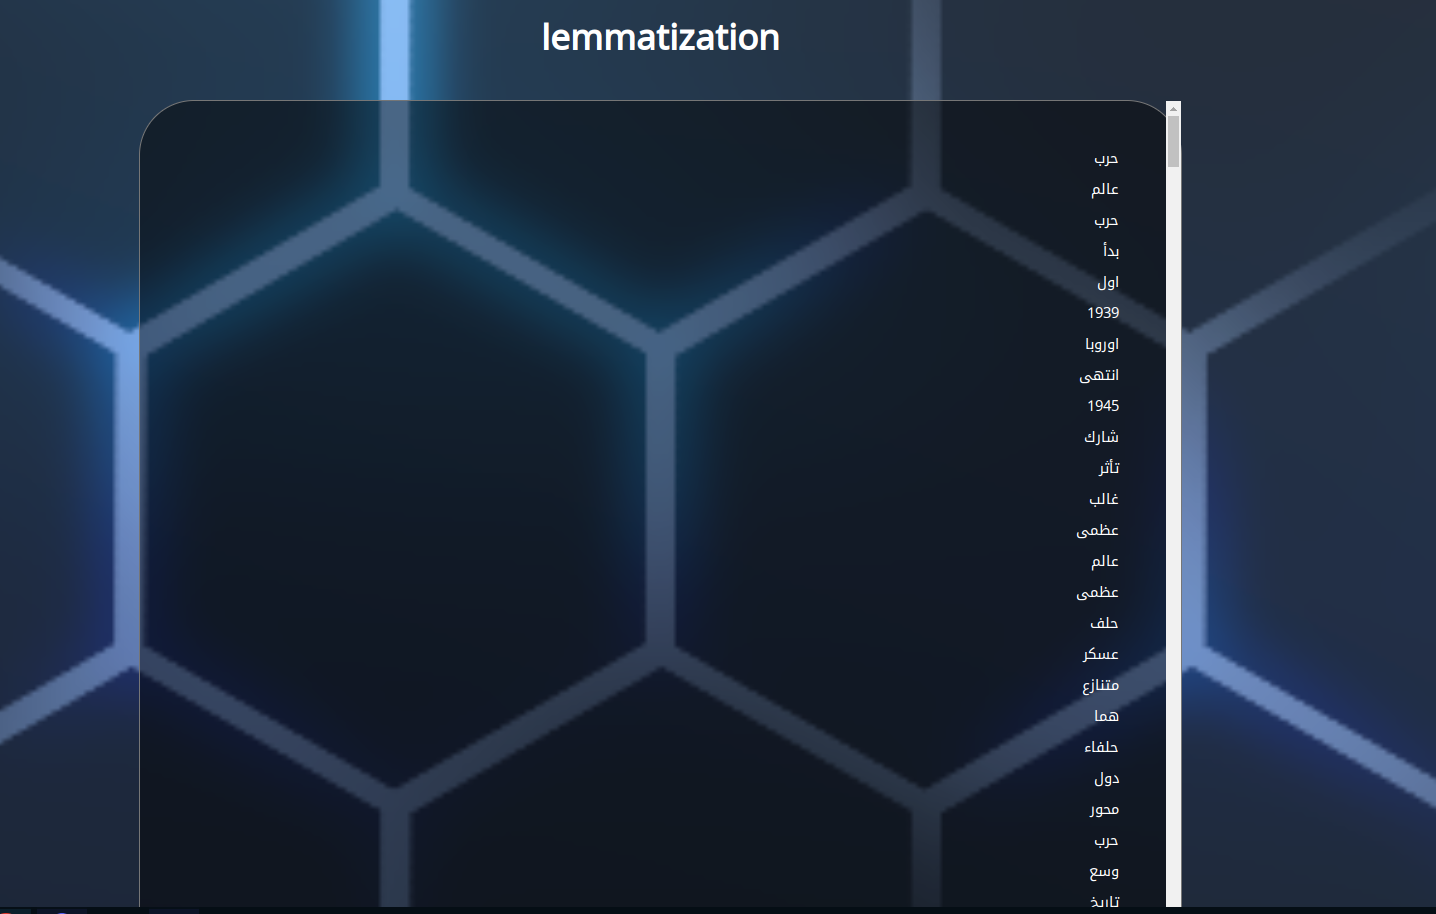 lemmatization
حرب
عالم
حرب
بدأ
اول
1939
اوروبا
انتهى
1945
شارك
تأثر
غالب
عظمى
عالم
عظمى
حلف
عسكر
متنازع
هما
حلفاء
دول
محور
حرب
وسع
تاريخ